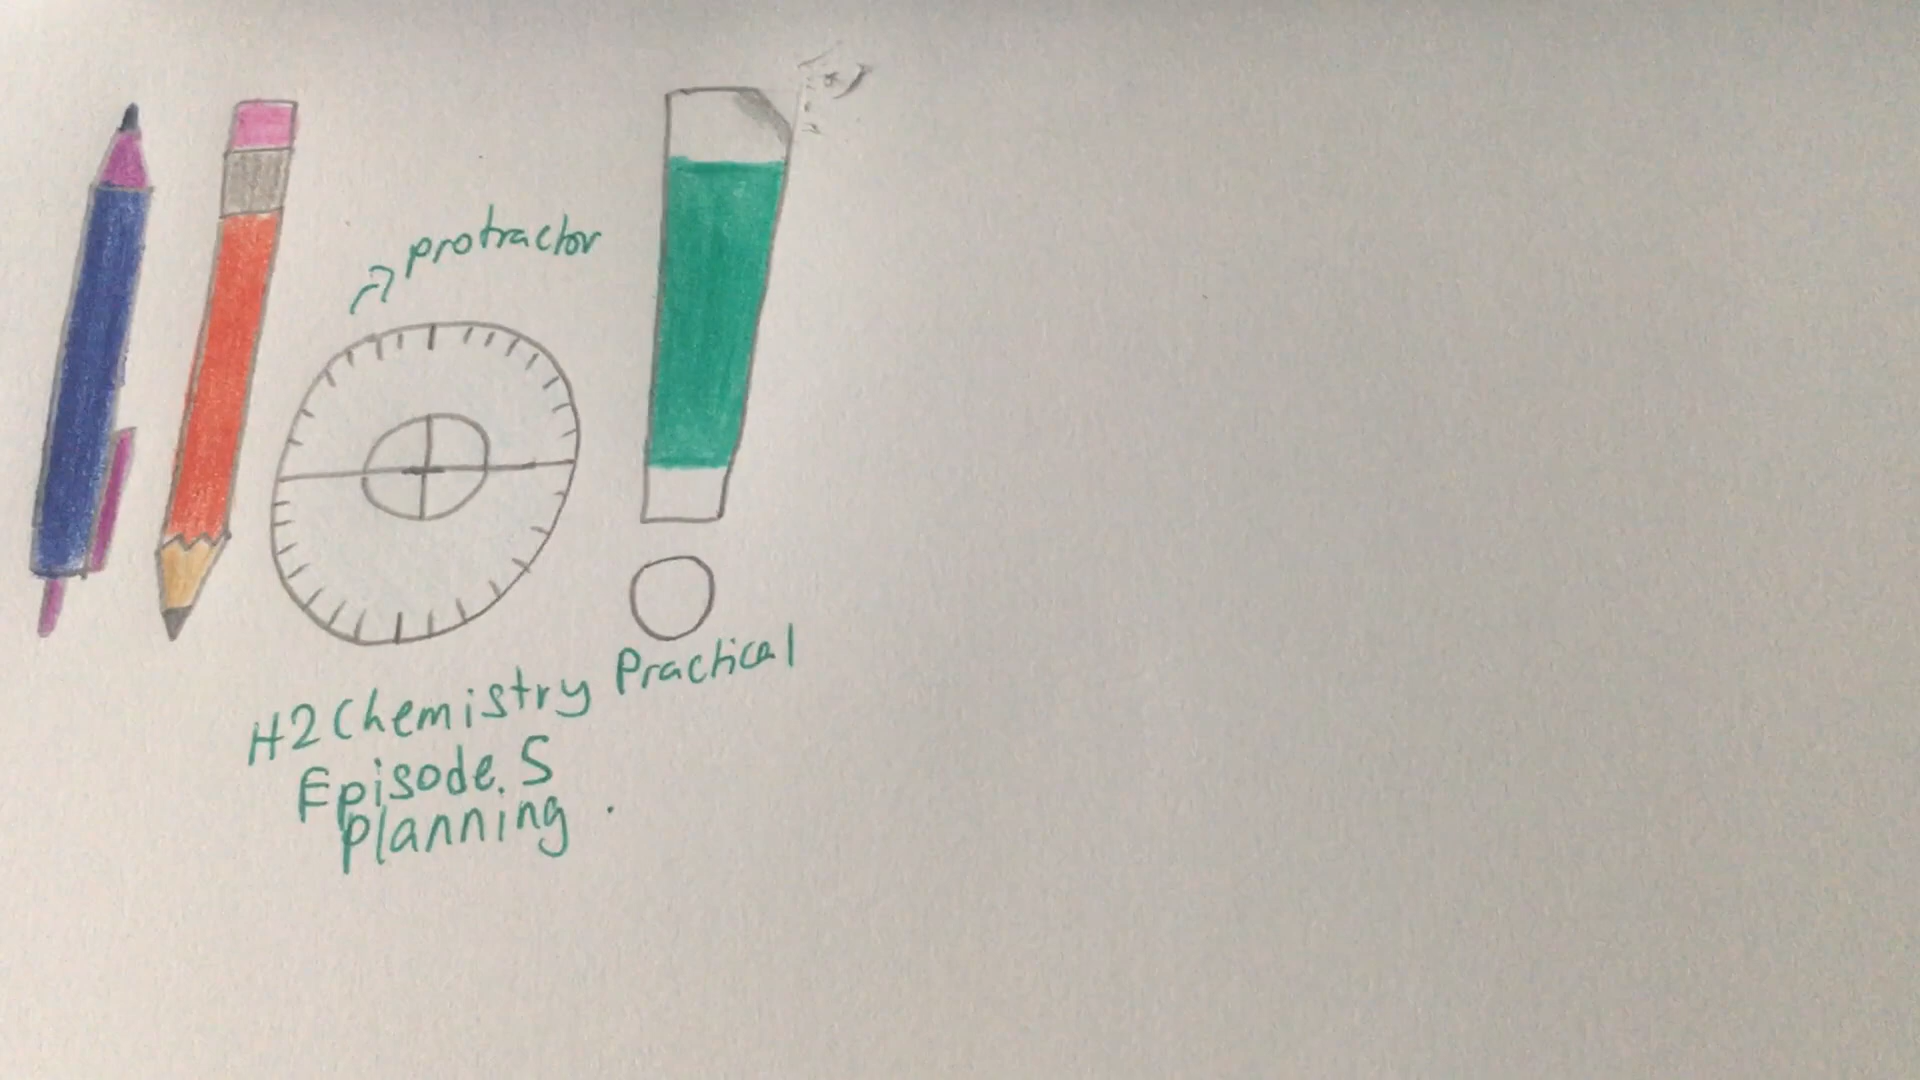 protractor
H2 Chemistry Practical
Episode. 5
planning.